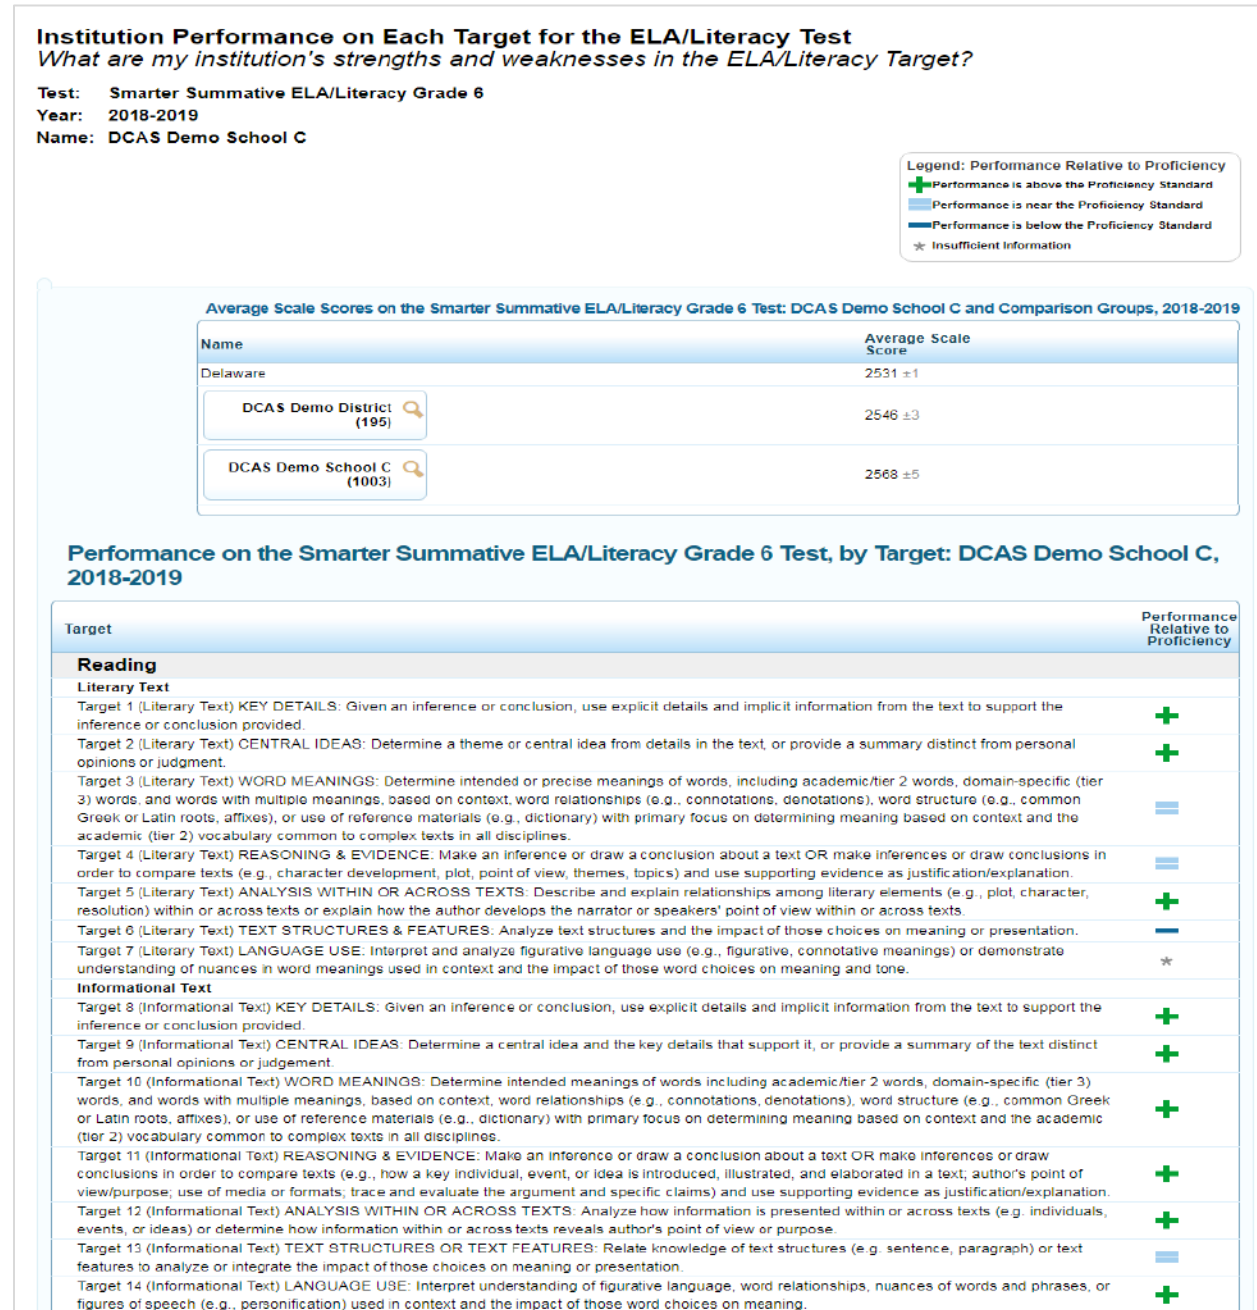 Institution Performance on Each Target for the ELA/Literacy Test
What are my institution's strengths and weaknesses in the ELA/Literacy Target?
Test: Smarter Summative ELA/Literacy Grade 6
Year: 2018-2019
Name: DCAS Demo School C
Legend: Performance Relative to Proficiency
Performance is above the Proficiency Standard
Performance is near the Proficiency Standard
Performance is below the Proficiency Standard
* Insufficient Information
Average Scale Scores on the Smarter Summative ELA/Literacy Grade 6 Test: DCAS Demo School C and Comparison Groups, 2018-2019
Name
Average Scale
Score
Delaware 2531 ±1
DCAS Demo District
(195)
2546 ±3
DCAS Demo School C
(1003)
2568 ±5
Performance on the Smarter Summative ELA/Literacy Grade 6 Test, by Target: DCAS Demo School C,
2018-2019
Target
Performance
Relative to
Proficiency
Reading
Literary Text
Target 1 (Literary Text) KEY DETAILS: Given an inference or conclusion, use explicit details and implicit information from the text to support the
inference or conclusion provided.
Target 2 (Literary Text) CENTRAL IDEAS: Determine a theme or central idea from details in the text, or provide a summary distinct from personal
opinions or judgment.
Target 3 (Literary Text) WORD MEANINGS: Determine intended or precise meanings of words, including academic/tier 2 words, domain-specific (tier
3) words, and words with multiple meanings, based on context, word relationships (e.g., connotations, denotations), word structure (e.g., common
Greek or Latin roots, affixes), or use of reference materials (e.g., dictionary) with primary focus on determining meaning based on context and the
academic (tier 2) vocabulary common to complex texts in all disciplines.
Target 4 (Literary Text) REASONING & EVIDENCE: Make an inference or draw a conclusion about a text OR make inferences or draw conclusions in
order to compare texts (e.g., character development, plot, point of view, themes, topics) and use supporting evidence as justification/explanation.
Target 5 (Literary Text) ANALYSIS WITHIN OR ACROSS TEXTS: Describe and explain relationships among literary elements (e.g., plot, character,
resolution) within or across texts or explain how the author develops the narrator or speakers' point of view within or across texts.
Target 6 (Literary Text) TEXT STRUCTURES & FEATURES: Analyze text structures and the impact of those choices on meaning or presentation.
Target 7 (Literary Text) LANGUAGE USE: Interpret and analyze figurative language use (e.g., figurative, connotative meanings) or demonstrate
understanding of nuances in word meanings used in context and the impact of those word choices on meaning and tone.
*
Informational Text
Target 8 (Informational Text) KEY DETAILS: Given an inference or conclusion, use explicit details and implicit information from the text to support the
inference or conclusion provided.
Target 9 (Informational Text) CENTRAL IDEAS: Determine a central idea and the key details that support it, or provide a summary of the text distinct
from personal opinions or judgement.
Target 10 (Informational Text) WORD MEANINGS: Determine intended meanings of words including academic/tier 2 words, domain-specific (tier 3)
words, and words with multiple meanings, based on context, word relationships (e.g., connotations, denotations), word structure (e.g., common Greek
or Latin roots, affixes), or use of reference materials (e.g., dictionary) with primary focus on determining meaning based on context and the academic
(tier 2) vocabulary common to complex texts in all disciplines.
Target 11 (Informational Text) REASONING & EVIDENCE: Make an inference or draw a conclusion about a text OR make inferences or draw
conclusions in order to compare texts (e.g., how a key individual, event, or idea is introduced, illustrated, and elaborated in a text; author's point of
view/purpose; use of media or formats; trace and evaluate the argument and specific claims) and use supporting evidence as justification/explanation.
Target 12 (Informational Text) ANALYSIS WITHIN OR ACROSS TEXTS: Analyze how information is presented within or across texts (e.g. individuals,
events, or ideas) or determine how information within or across texts reveals author's point of view or purpose.
Target 13 (Informational Text) TEXT STRUCTURES OR TEXT FEATURES: Relate knowledge of text structures (e.g. sentence, paragraph) or text
features to analyze or integrate the impact of those choices on meaning or presentation.
Target 14 (Informational Text) LANGUAGE USE: Interpret understanding of figurative language, word relationships, nuances of words and phrases, or
figures of speech (e.g., personification) used in context and the impact of those word choices on meaning.